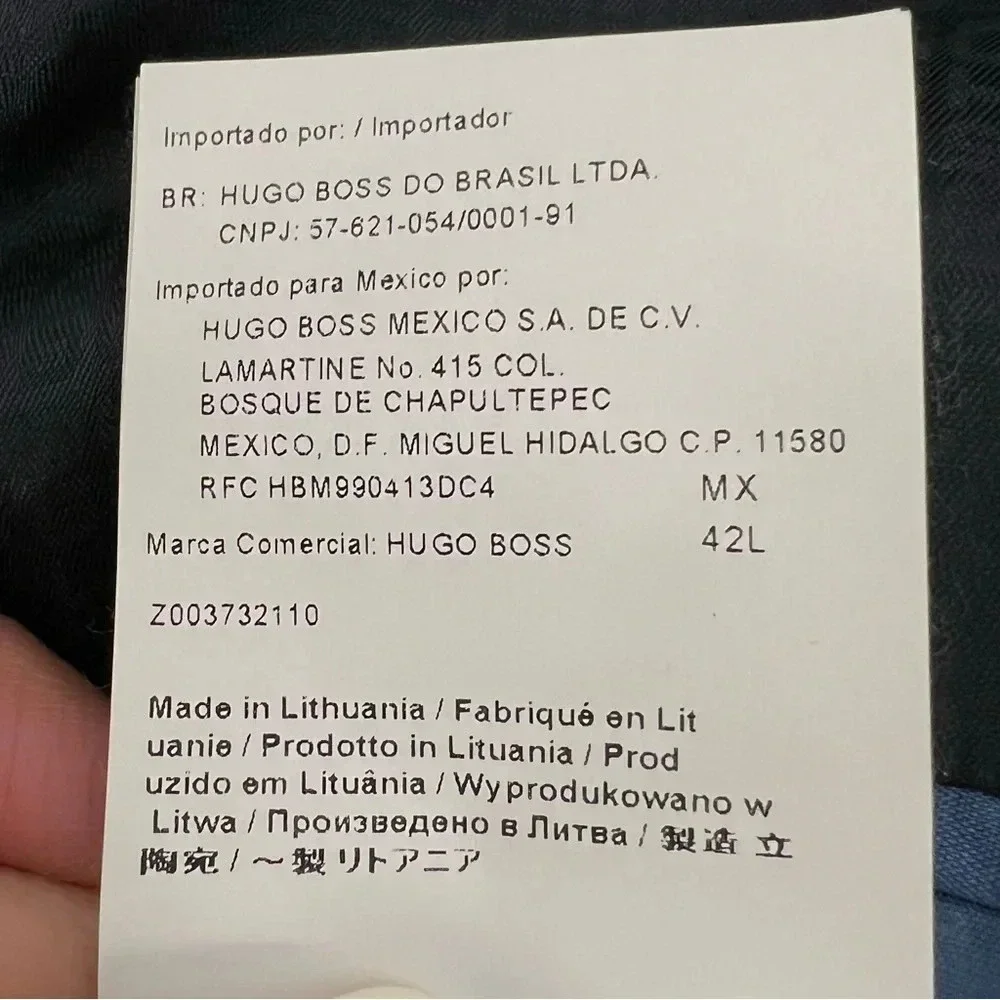 Importado por: / Importador
BR: HUGO BOSS DO BRASIL LTDA.
CNPJ: 57-621-054/0001-91
Importado para Mexico por:
HUGO BOSS MEXICO S.A. DE C.V.
LAMARTINE No. 415 COL.
BOSQUE DE CHAPULTEPEC
MEXICO, D.F. MIGUEL HIDALGO C.P. 11580
RFC HBM990413DC4 MX
Marca Comercial: HUGO BOSS 42L
Z003732110
Made in Lithuania / Fabriqué en Lit
uanie / Prodotto in Lituania / Prod
uzido em Lituânia / Wyprodukowano w
Litwa / Произведено в Литва / 製造 立
陶宛 / ～製 リトアニア